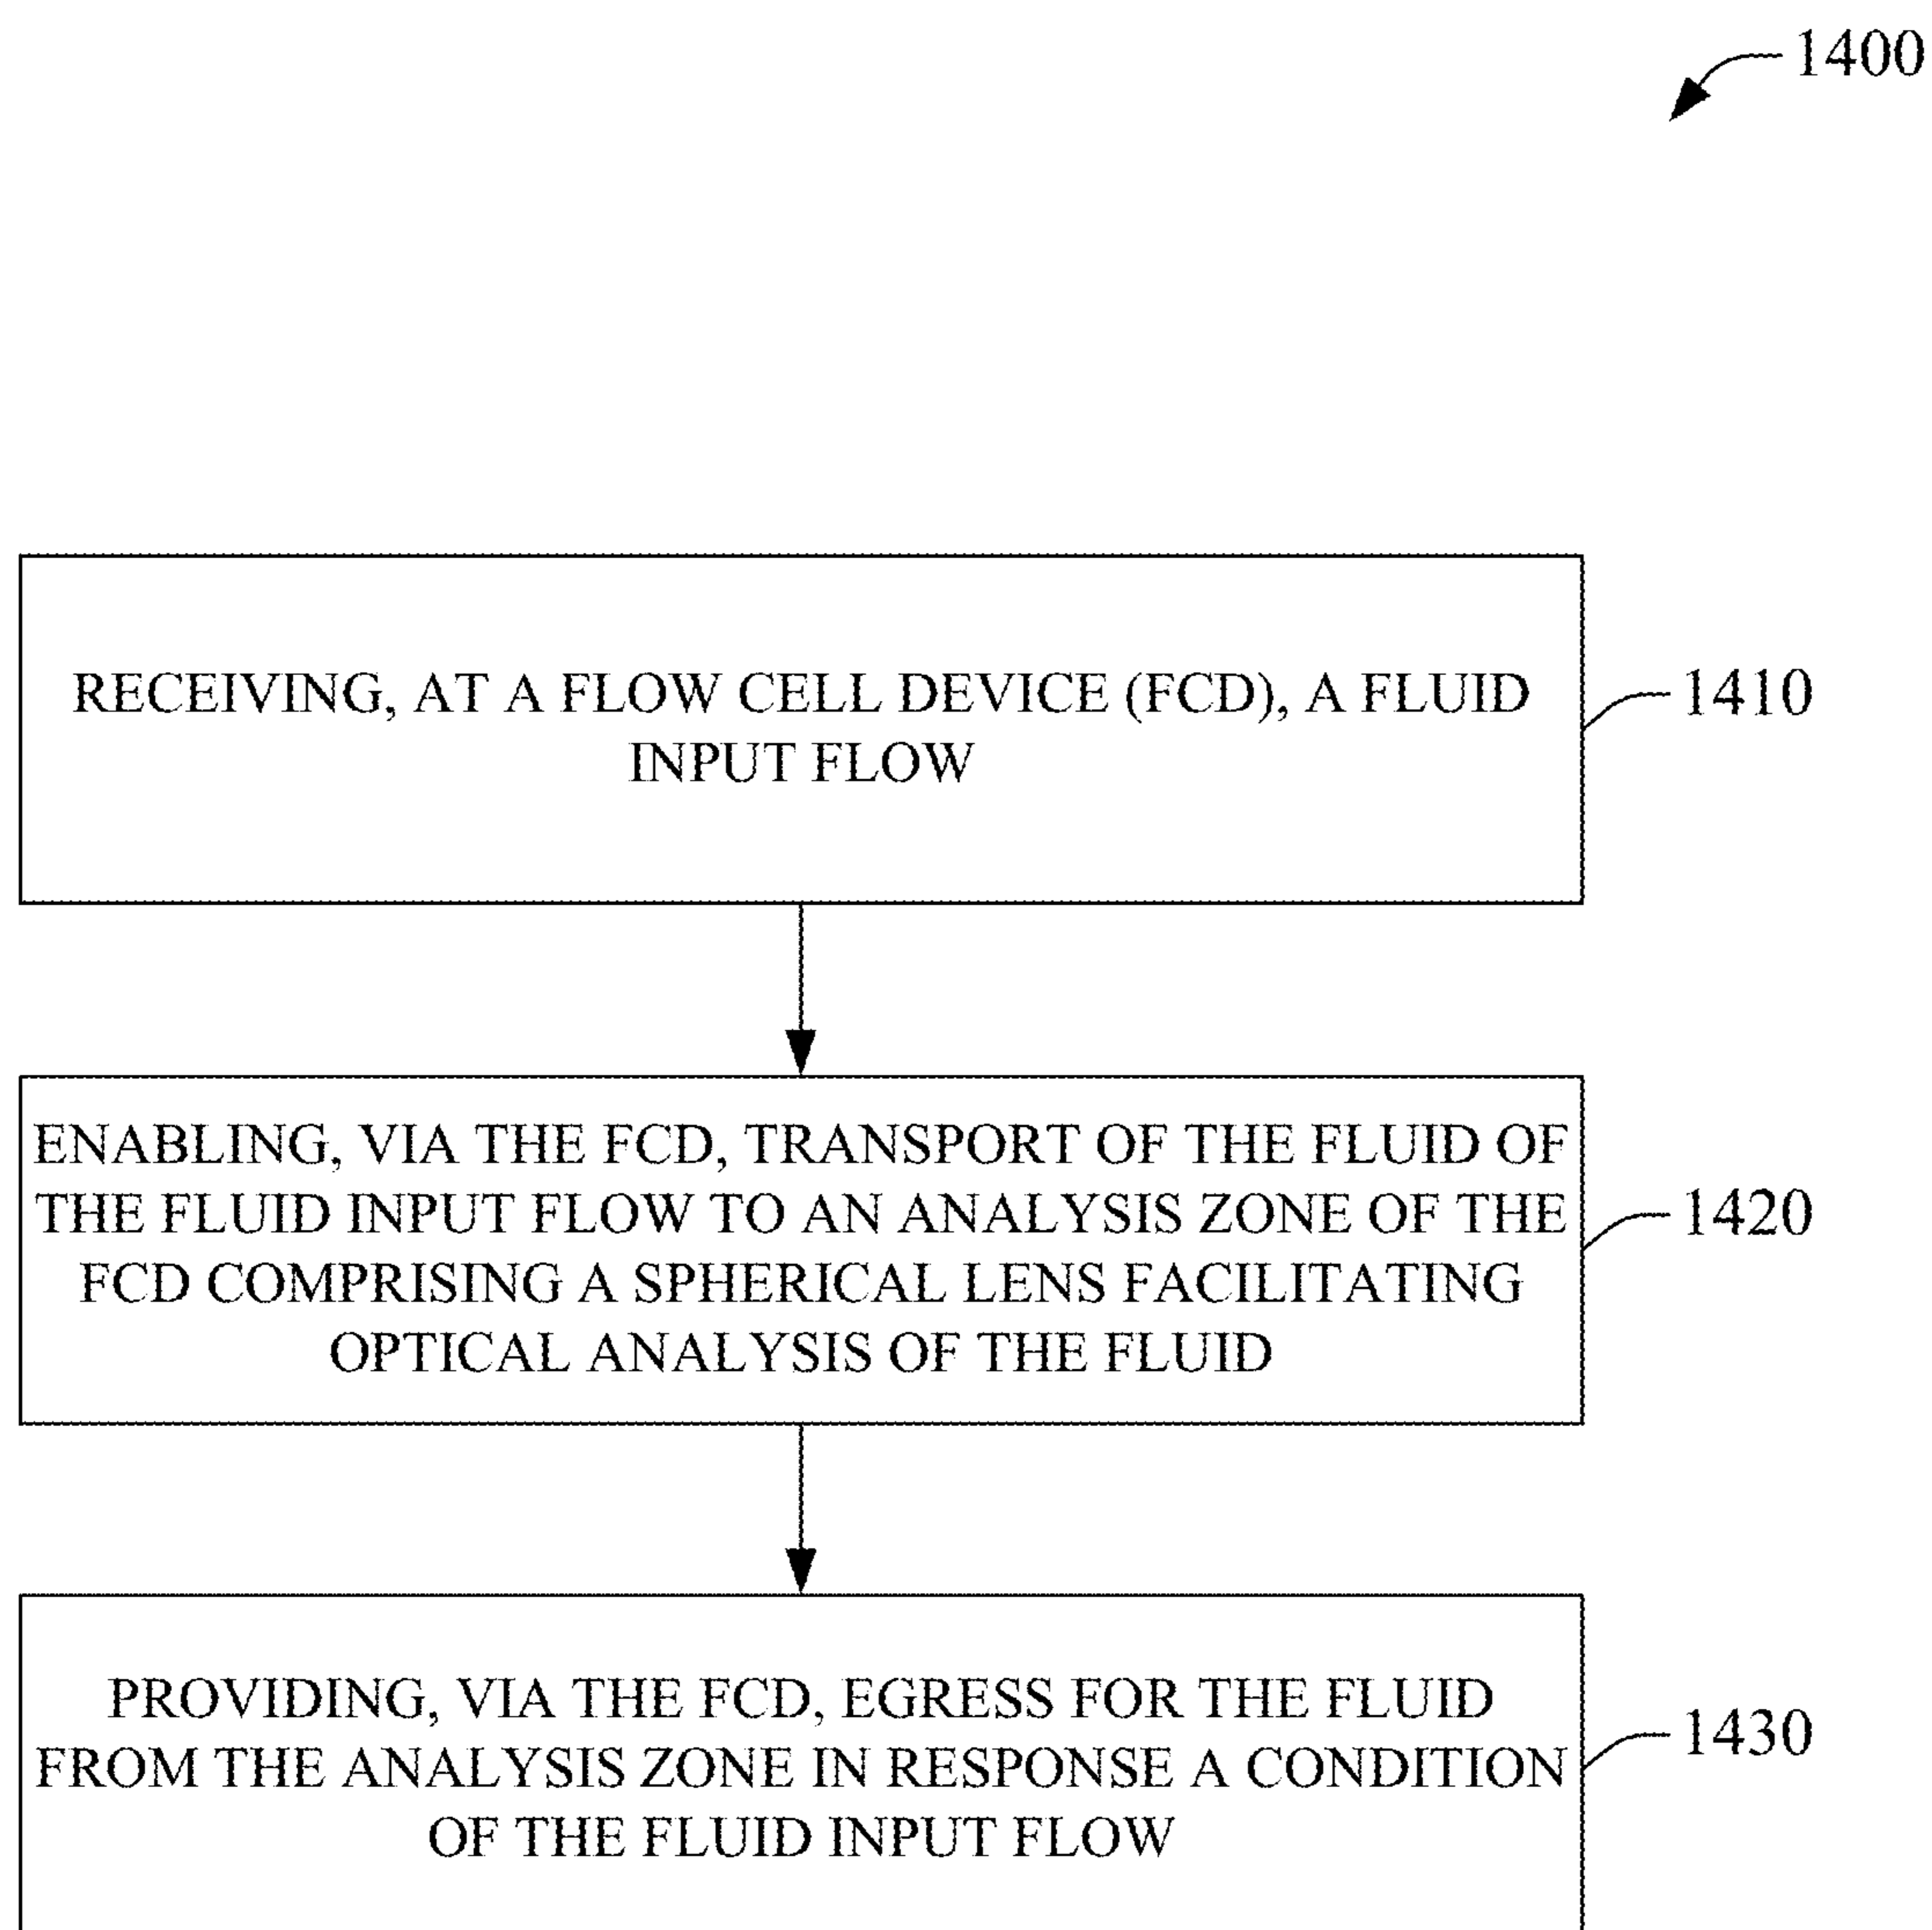 1400
RECEIVING, AT A FLOW CELL DEVICE (FCD), A FLUID
INPUT FLOW
1410
ENABLING, VIA THE FCD, TRANSPORT OF THE FLUID OF
THE FLUID INPUT FLOW TO AN ANALYSIS ZONE OF THE
FCD COMPRISING A SPHERICAL LENS FACILITATING
OPTICAL ANALYSIS OF THE FLUID
1420
PROVIDING, VIA THE FCD, EGRESS FOR THE FLUID
FROM THE ANALYSIS ZONE IN RESPONSE A CONDITION
OF THE FLUID INPUT FLOW
1430